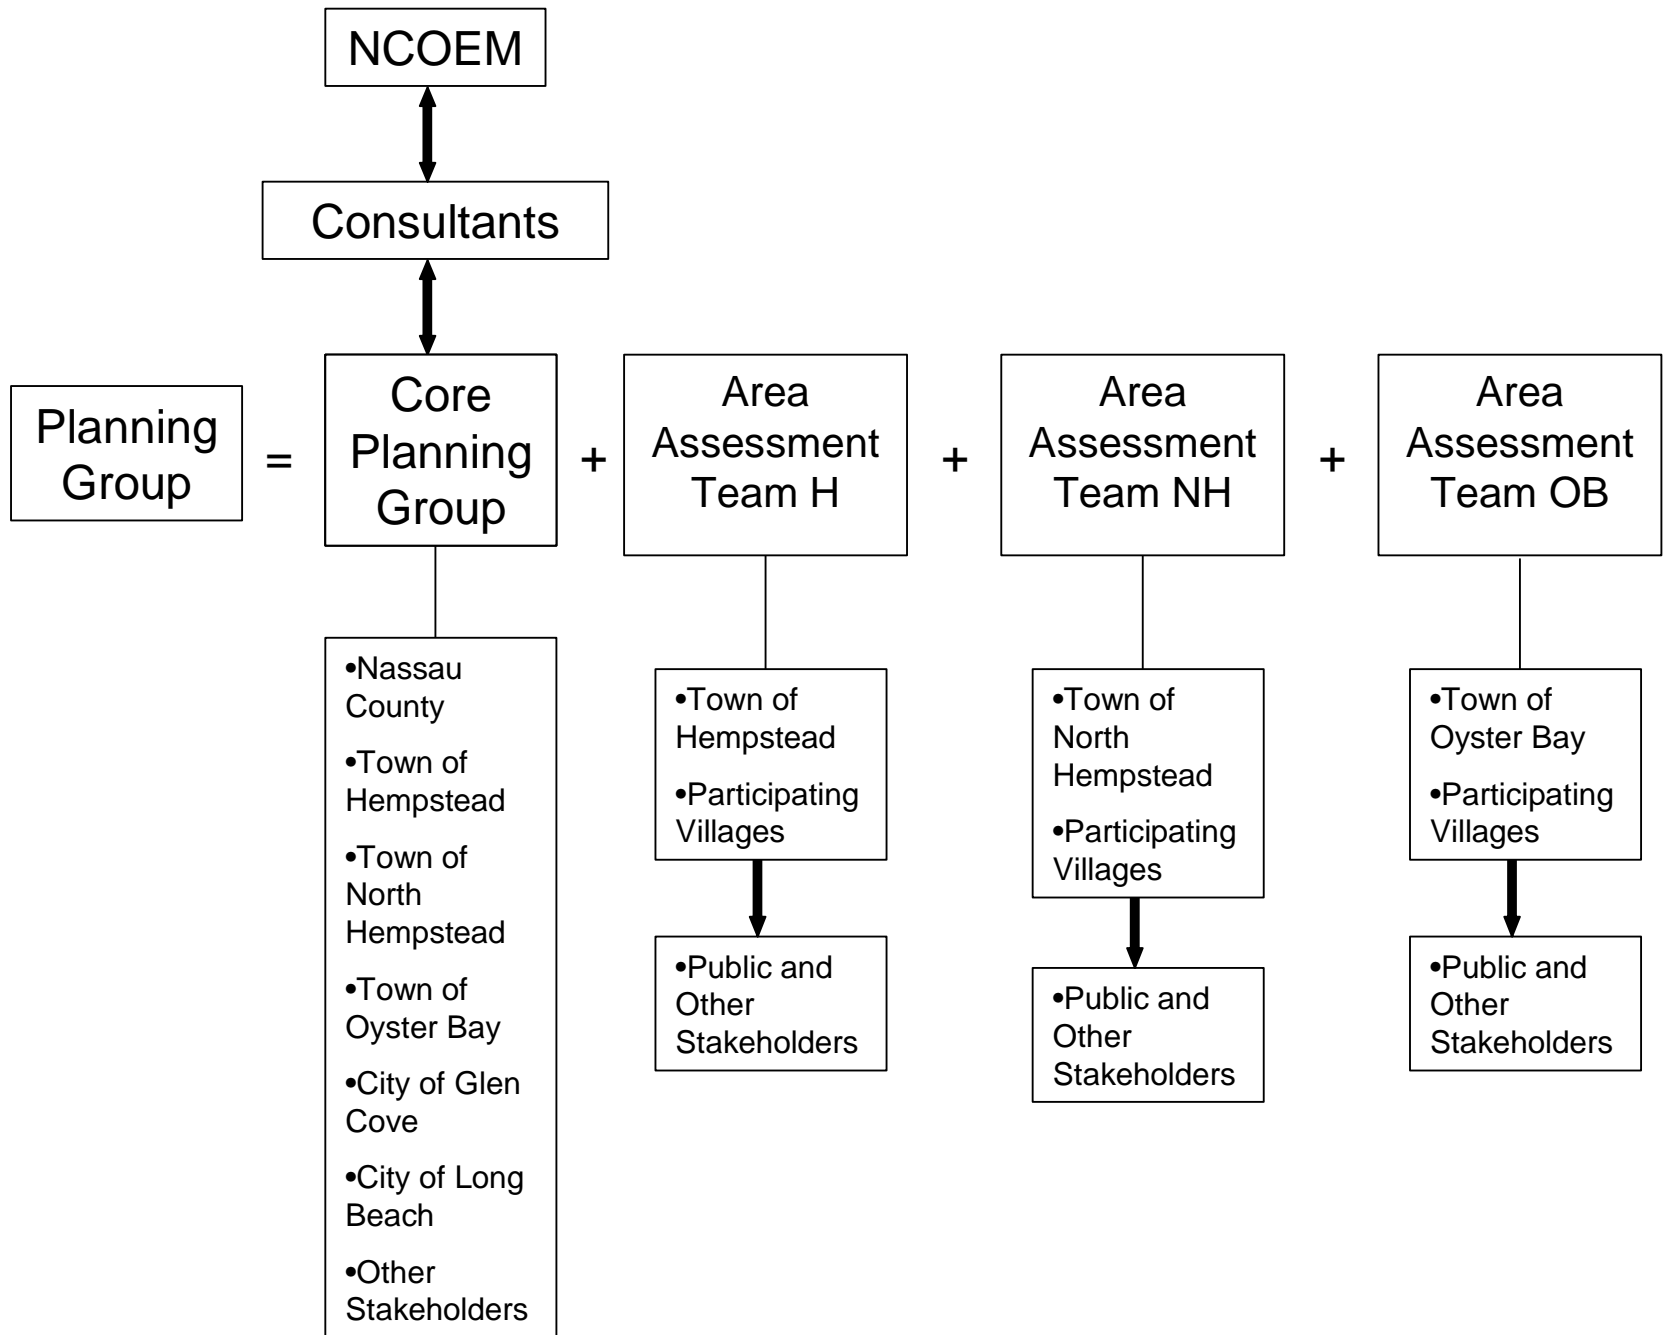 NCOEM
Consultants
Planning
Group
=
Core
Planning
Group
+
Area
Assessment
Team H
+
Area
Assessment
Team NH
+
Area
Assessment
Team OB
•Nassau
County
•Town of
Hempstead
•Town of
North
Hempstead
•Town of
Oyster Bay
•City of Glen
Cove
•City of Long
Beach
•Other
Stakeholders
•Town of
Hempstead
•Participating
Villages
•Public and
Other
Stakeholders
•Town of
North
Hempstead
•Participating
Villages
•Public and
Other
Stakeholders
•Town of
Oyster Bay
•Participating
Villages
•Public and
Other
Stakeholders